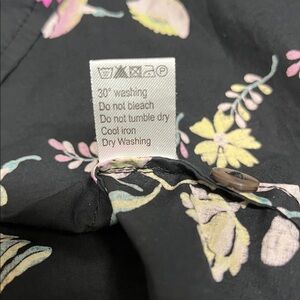 30° washing
Do not bleach
Do not tumble dry
Cool iron
Dry Washing